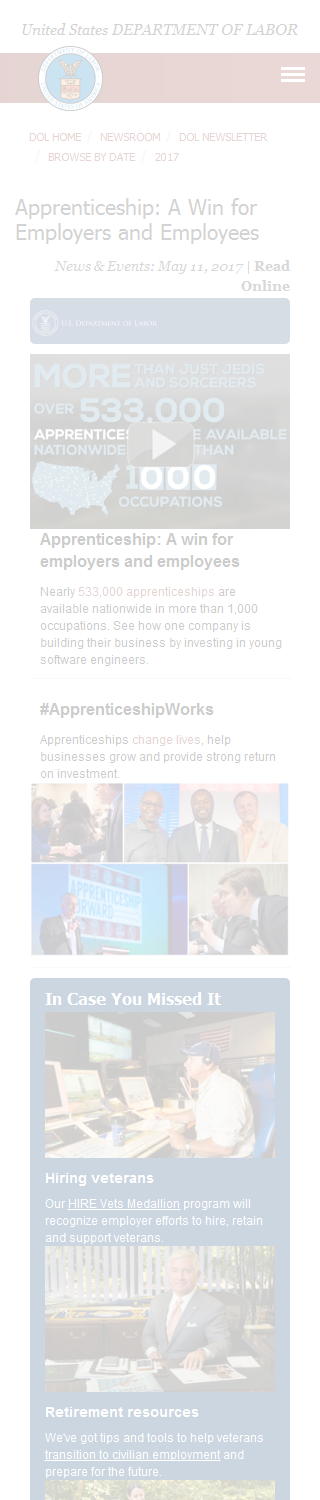 United States DEPARTMENT OF LABOR
DOL HOME / NEWSROOM / DOL NEWSLETTER
/ BROWSE BY DATE / 2017
Apprenticeship: A Win for
Employers and Employees
News & Events: May 11, 2017 | Read
Online
U.S. DEPARTMENT OF LABOR
MORE THAN JUST JEDIS
AND SORCERERS
OVER 533,000
APPRENTICES AVAILABLE
NATIONWIDE THAN
1000
OCCUPATIONS
Apprenticeship: A win for
employers and employees
Nearly 533,000 apprenticeships are
available nationwide in more than 1,000
occupations. See how one company is
building their business by investing in young
software engineers.
#ApprenticeshipWorks
Apprenticeships change lives, help
businesses grow and provide strong return
on investment.
APPRENTICESHIP
FORWARD
In Case You Missed It
Hiring veterans
Our HIRE Vets Medallion program will
recognize employer efforts to hire, retain
and support veterans.
Retirement resources
We've got tips and tools to help veterans
transition to civilian employment and
prepare for the future.